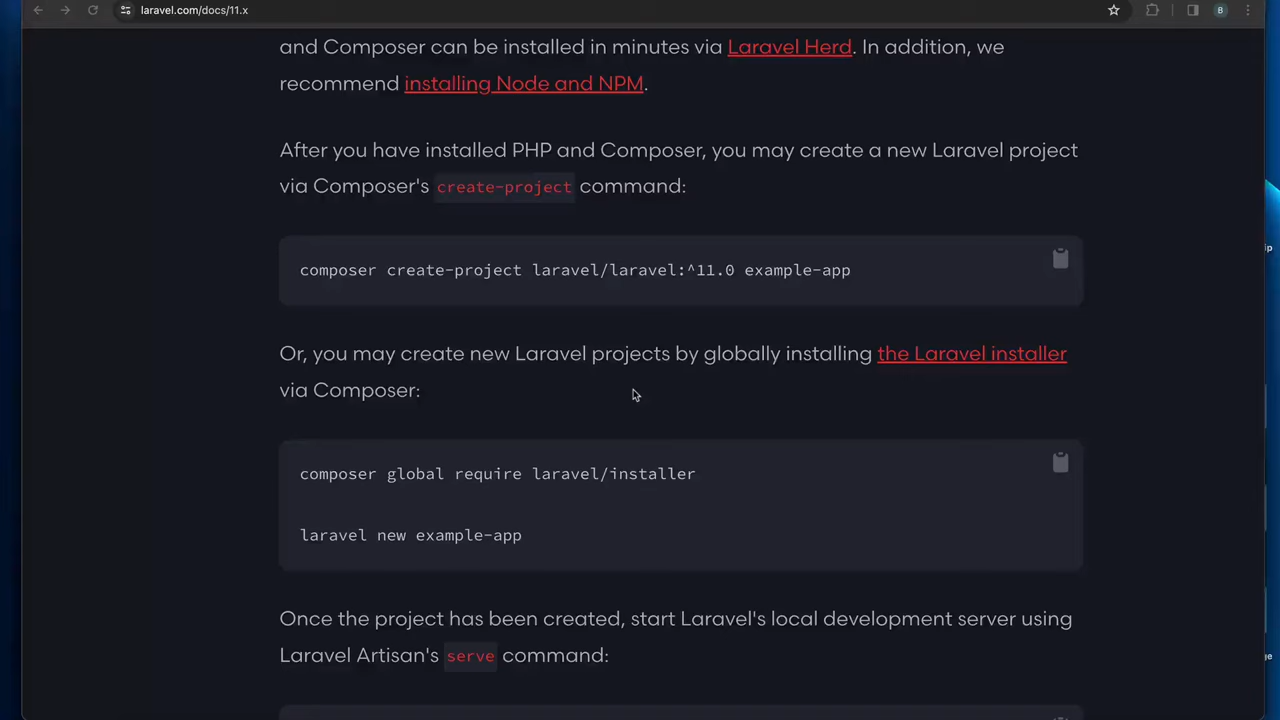 laravel.com/docs/11.x
B
and Composer can be installed in minutes via Laravel Herd. In addition, we
recommend installing Node and NPM.
After you have installed PHP and Composer, you may create a new Laravel project
via Composer's create-project command:
composer create-project laravel/laravel:^11.0 example-app
Or, you may create new Laravel projects by globally installing the Laravel installer
via Composer:
composer global require laravel/installer
laravel new example-app
Once the project has been created, start Laravel's local development server using
Laravel Artisan's serve command: